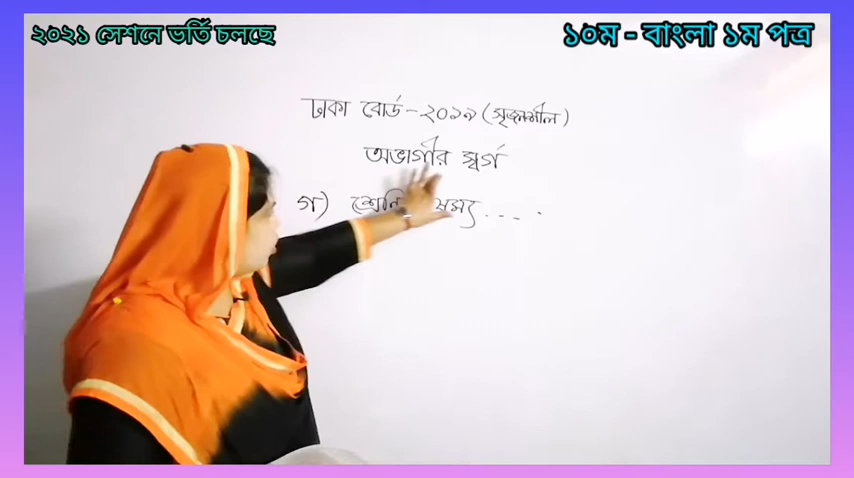 ২০২১ সেশনে ভর্তি চলছে
১০ম - বাংলা ১ম পত্র
ঢাকা বোর্ড-২০১৯ (সৃজনশীল)
অভাগীর স্বর্গ
গ)